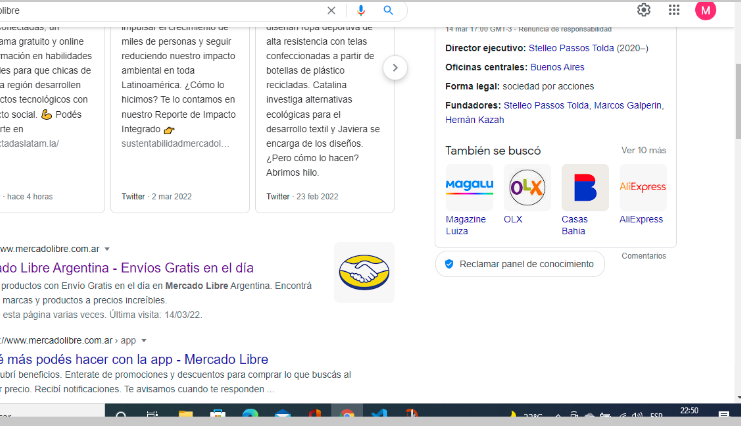 olibre
M
ama gratuito y online
rmación en habilidades
les para que chicas de
a región desarrollen
ctos tecnológicos con
cto social. 💪 Podés
rte en
ctadaslatam.la/
· hace 4 horas
impulsar el crecimiento de
miles de personas y seguir
reduciendo nuestro impacto
ambiental en toda
Latinoamérica. ¿Cómo lo
hicimos? Te lo contamos en
nuestro Reporte de Impacto
Integrado 👉
sustentabilidadmercadol...
Twitter · 2 mar 2022
diseñan ropa deportiva de
alta resistencia con telas
confeccionadas a partir de
botellas de plástico
recicladas. Catalina
investiga alternativas
ecológicas para el
desarrollo textil y Javiera se
encarga de los diseños.
¿Pero cómo lo hacen?
Abrimos hilo.
Twitter · 23 feb 2022
14 mar 17:00 GMT-3 · Renuncia de responsabilidad
Director ejecutivo: Stelleo Passos Tolda (2020–)
Oficinas centrales: Buenos Aires
Forma legal: sociedad por acciones
Fundadores: Stelleo Passos Tolda, Marcos Galperin,
Hernán Kazah
También se buscó
Ver 10 más
MagaLu
OLX
B
AliExpress
Magazine
Luiza
OLX
Casas
Bahia
AliExpress
Reclamar panel de conocimiento
Comentarios
ww.mercadolibre.com.ar
ado Libre Argentina - Envíos Gratis en el día
productos con Envío Gratis en el día en Mercado Libre Argentina. Encontrá
marcas y productos a precios increíbles.
esta página varias veces. Última visita: 14/03/22.
://www.mercadolibre.com.ar › app
é más podés hacer con la app - Mercado Libre
ubrí beneficios. Enterate de promociones y descuentos para comprar lo que buscás al
r precio. Recibí notificaciones. Te avisamos cuando te responden ...
ESP
22:50